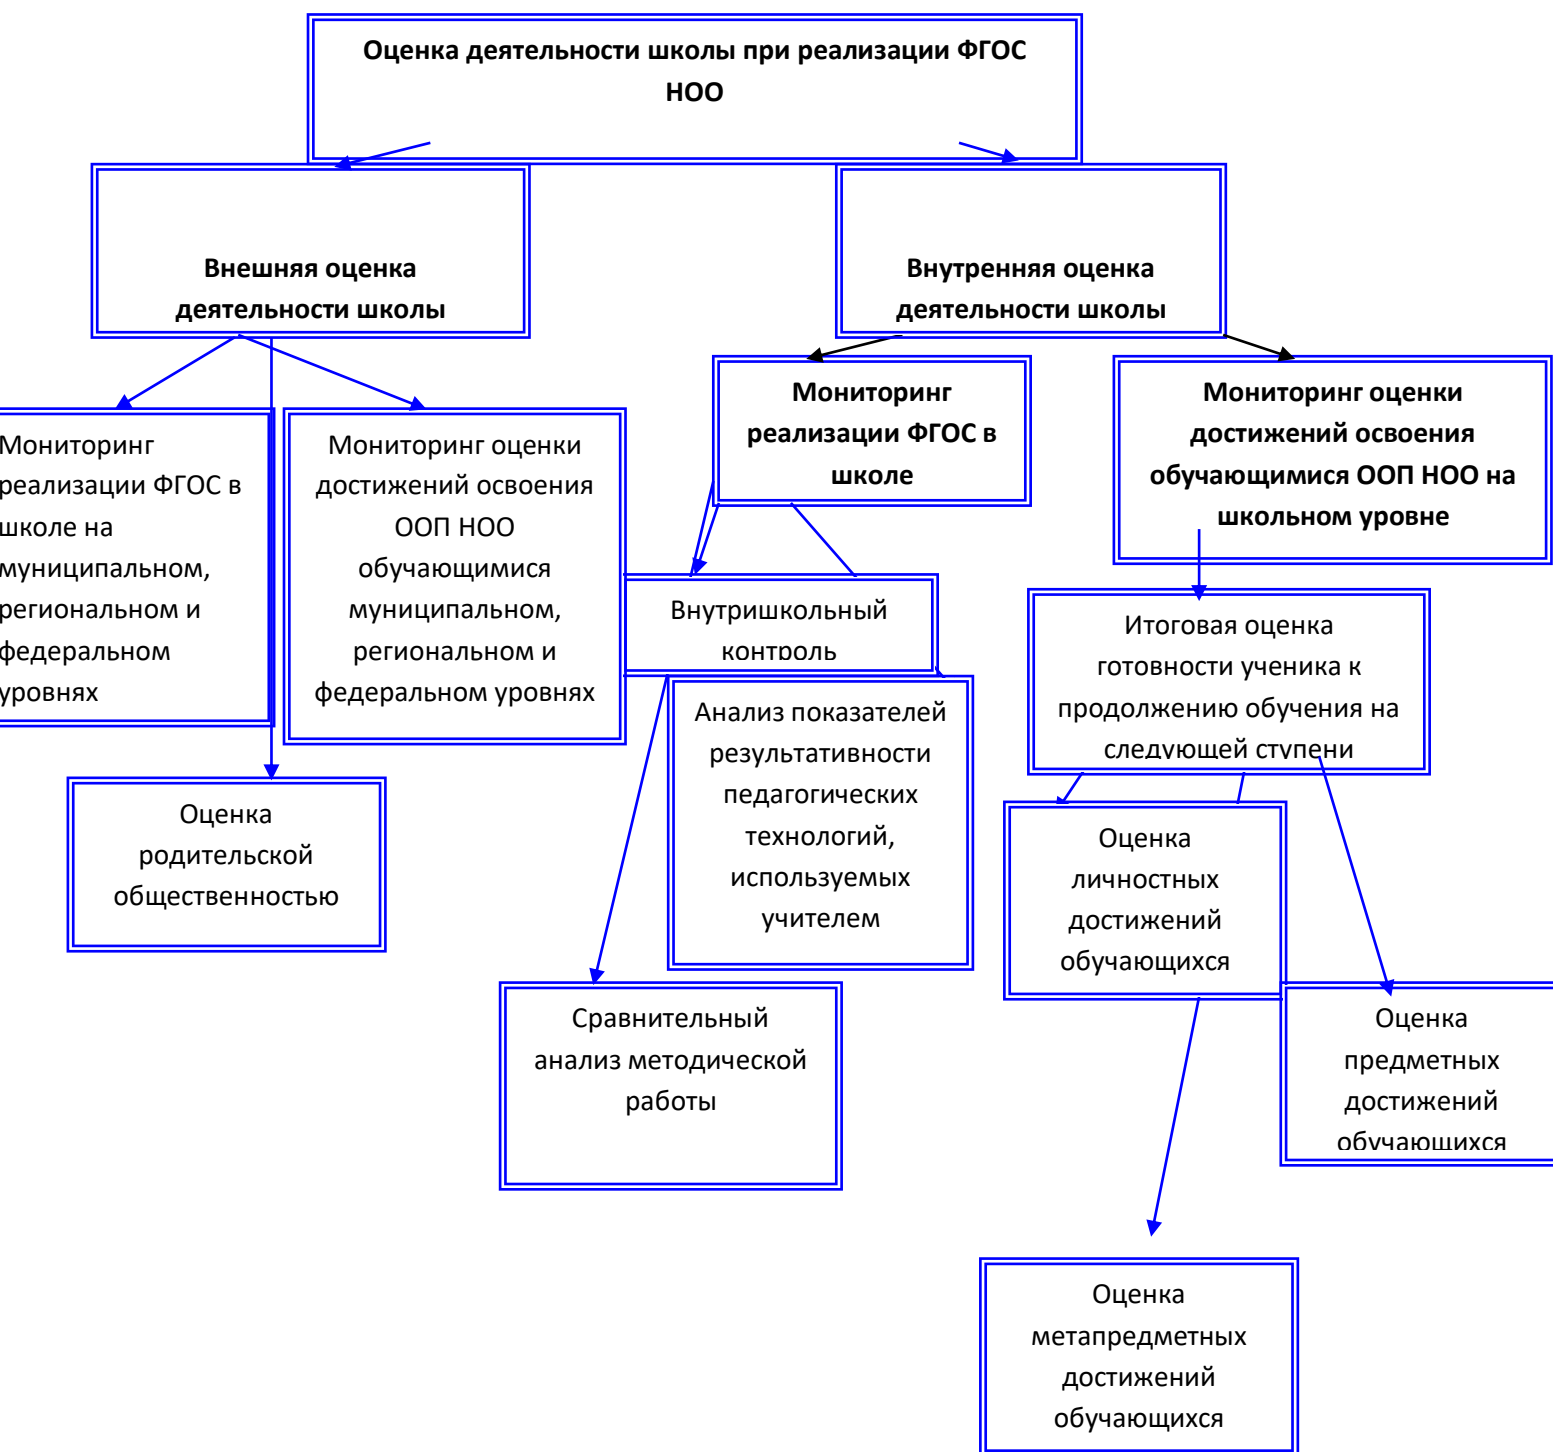 Оценка деятельности школы при реализации ФГОС
НОО
Внешняя оценка
деятельности школы
Внутренняя оценка
деятельности школы
Мониторинг
реализации ФГОС в
школе на
муниципальном,
региональном и
федеральном
уровнях
Мониторинг оценки
достижений освоения
ООП НОО
обучающимися
муниципальном,
региональном и
федеральном уровнях
Мониторинг
реализации ФГОС в
школе
Мониторинг оценки
достижений освоения
обучающимися ООП НОО на
школьном уровне
Внутришкольный
контроль
Итоговая оценка
готовности ученика к
продолжению обучения на
следующей ступени
Анализ показателей
результативности
педагогических
технологий,
используемых
учителем
Оценка
родительской
общественностью
Оценка
личностных
достижений
обучающихся
Сравнительный
анализ методической
работы
Оценка
предметных
достижений
обучающихся
Оценка
метапредметных
достижений
обучающихся